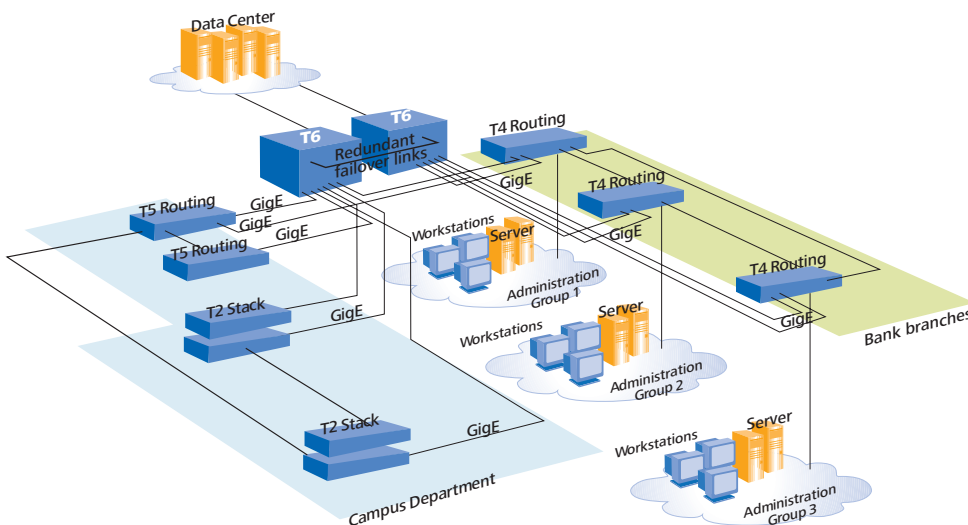 Data Center
T6
T6
Redundant
failover links
T4 Routing
T4 Routing
GigE
GigE
GigE
GigE
T5 Routing
GigE
T5 Routing
GigE
Workstations
Server
Administration
Group 1
T4 Routing
GigE
Bank branches
T2 Stack
GigE
Workstations
Server
Administration
Group 2
T2 Stack
GigE
Campus Department
Workstations
Server
Administration
Group 3